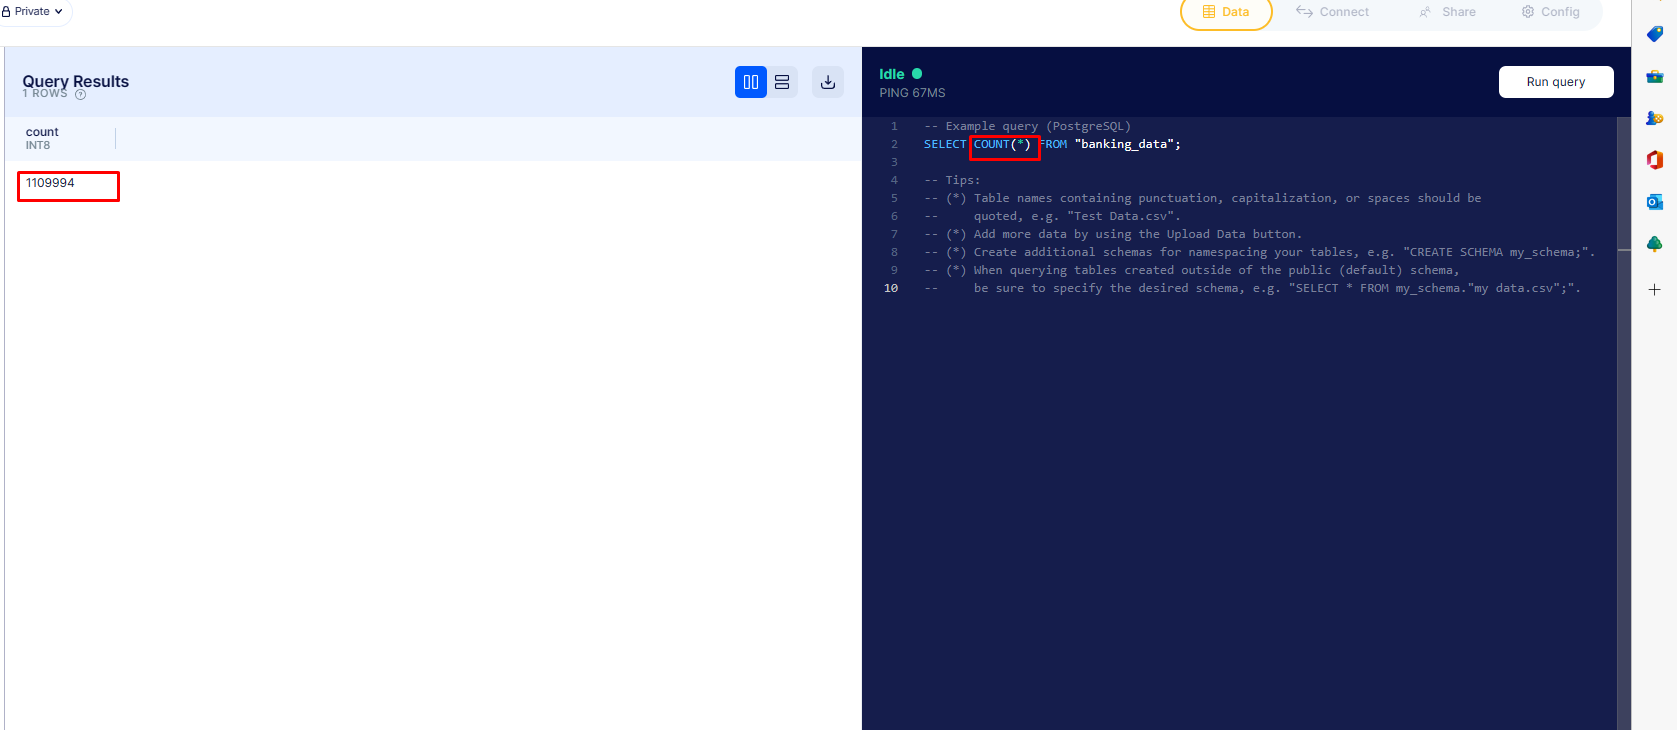 Private
Data
Connect
Share
Config
Query Results
1 ROWS
count
INT8
1109994
Idle
PING 67MS
Run query
1 -- Example query (PostgreSQL)
2 SELECT COUNT(*) FROM "banking_data";
3
4 -- Tips:
5 -- (*) Table names containing punctuation, capitalization, or spaces should be
6 -- quoted, e.g. "Test Data.csv".
7 -- (*) Add more data by using the Upload Data button.
8 -- (*) Create additional schemas for namespacing your tables, e.g. "CREATE SCHEMA my_schema;".
9 -- (*) When querying tables created outside of the public (default) schema,
10 -- be sure to specify the desired schema, e.g. "SELECT * FROM my_schema."my data.csv";".